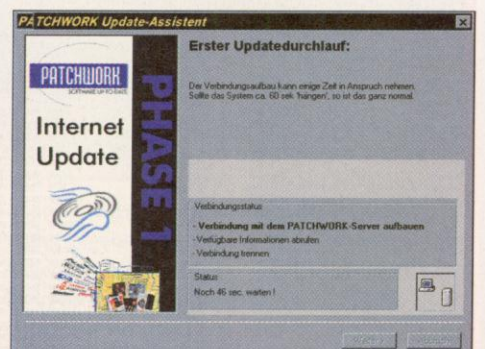 PATCHWORK Update-Assistent
PATCHWORK
SOFTWARE UP TO DATE
Internet
Update
PHASE 1
Erster Updatedurchlauf:
Der Verbindungsaufbau kann einige Zeit in Anspruch nehmen.
Sollte das System ca. 60 sek. 'hängen', so ist das ganz normal.
Verbindungsstatus
- Verbindung mit dem PATCHWORK-Server aufbauen
- Verfügbare Informationen abrufen
- Verbindung trennen
Status
Noch 46 sec. warten !